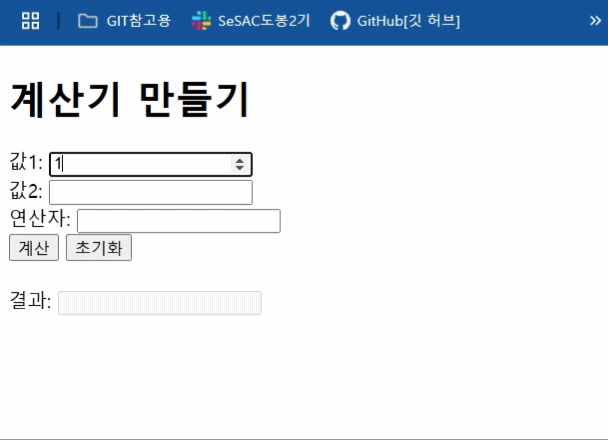 GIT참고용 SeSAC도봉2기 GitHub[깃 허브] »
계산기 만들기
값1: 1
값2:
연산자:
계산 초기화
결과: